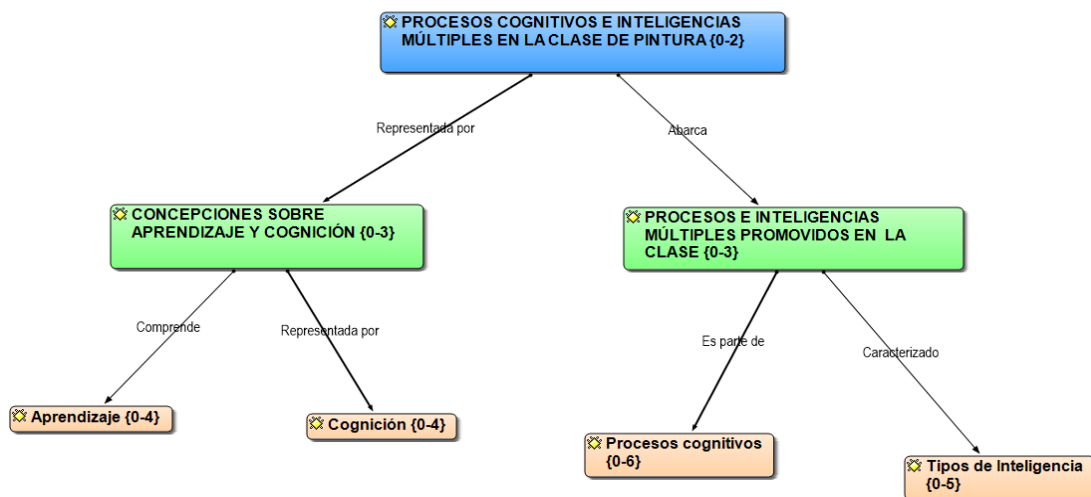 PROCESOS COGNITIVOS E INTELIGENCIAS
MÚLTIPLES EN LA CLASE DE PINTURA {0-2}
Representada por
Abarca
CONCEPCIONES SOBRE
APRENDIZAJE Y COGNICIÓN {0-3}
PROCESOS E INTELIGENCIAS
MÚLTIPLES PROMOVIDOS EN LA
CLASE {0-3}
Comprende
Representada por
Es parte de
Caracterizado
Aprendizaje {0-4}
Cognición {0-4}
Procesos cognitivos
{0-6}
Tipos de Inteligencia
{0-5}